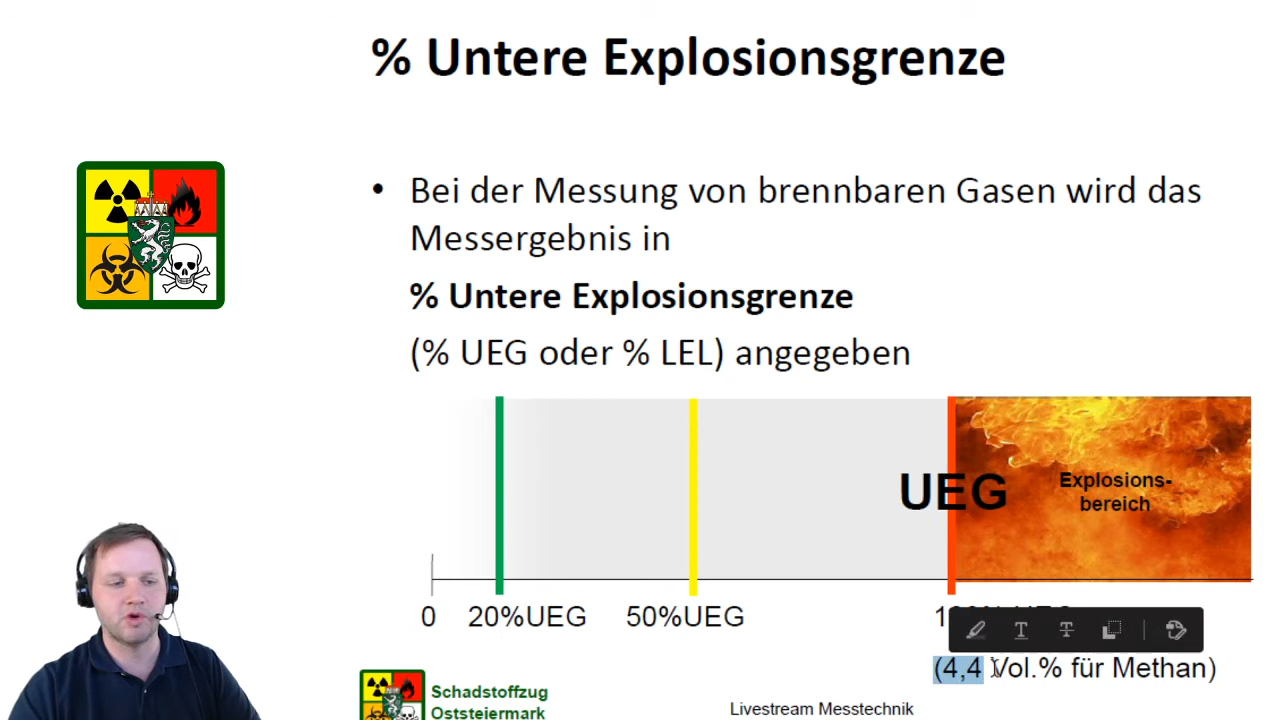 % Untere Explosionsgrenze
• Bei der Messung von brennbaren Gasen wird das
Messergebnis in
% Untere Explosionsgrenze
(% UEG oder % LEL) angegeben
UEG
Explosions-
bereich
0 20%UEG 50%UEG
(4,4 Vol.% für Methan)
Schadstoffzug
Oststeiermark
Livestream Messtechnik